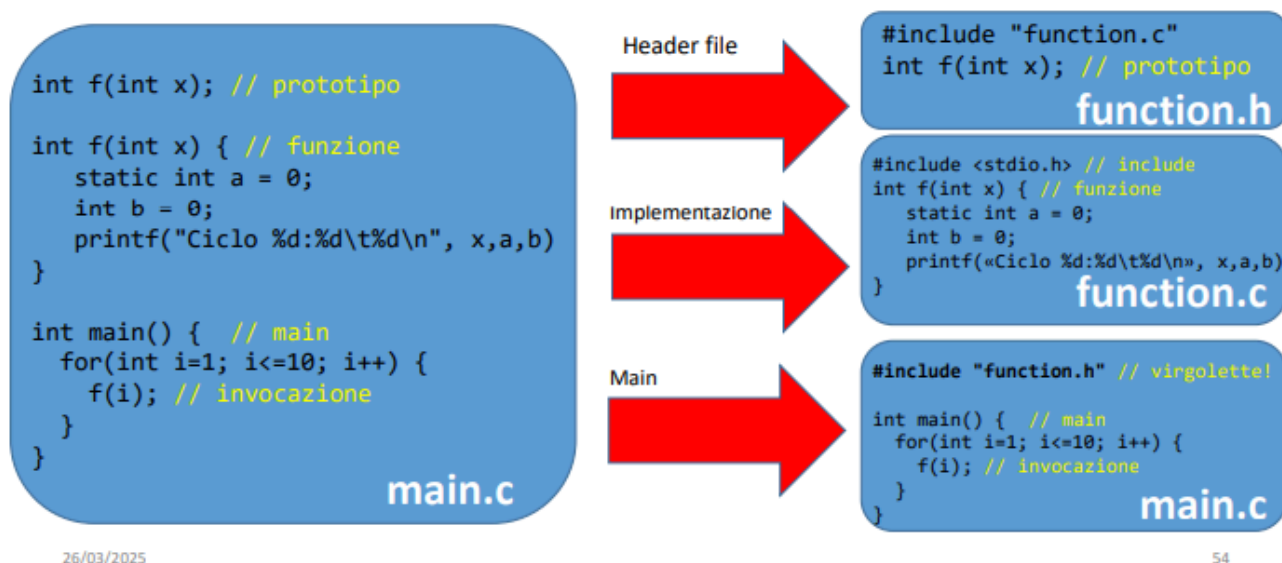 int f(int x); // prototipo
int f(int x) { // funzione
static int a = 0;
int b = 0;
printf("Ciclo %d:%d\t%d\n", x,a,b)
}
int main() {  // main
for(int i=1; i<=10; i++) {
f(i); // invocazione
}
}
main.c
Header file
Implementazione
Main
#include "function.c"
int f(int x); // prototipo
function.h
#include <stdio.h> // include
int f(int x) { // funzione
static int a = 0;
int b = 0;
printf(«Ciclo %d:%d\t%d\n», x,a,b)
}
function.c
#include "function.h" // virgolette!
int main() {  // main
for(int i=1; i<=10; i++) {
f(i); // invocazione
}
}
main.c
26/03/2025
54